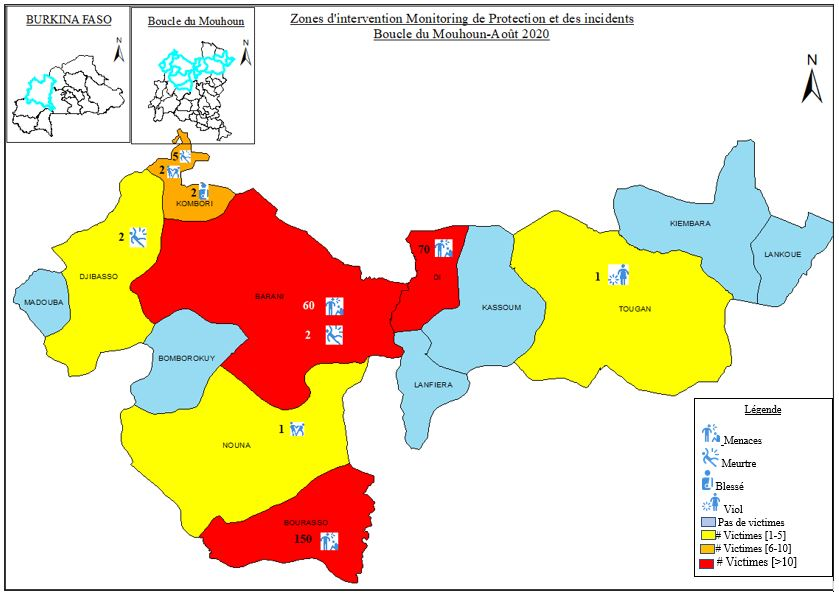 BURKINA FASO
Boucle du Mouhoun
Zones d'intervention Monitoring de Protection et des incidents
Boucle du Mouhoun-Août 2020
N
N
N
5
2
2
KOMBORI
2
DJIBASSO
MADOUBA
BARANI
60
2
BOMBOROKUY
70
DI
KASSOUM
LANFIERA
1
TOUGAN
KIEMBARA
LANKOUE
1
NOUNA
BOURASSO
150
Légende
Menaces
Meurtre
Blessé
Viol
Pas de victimes
# Victimes [1-5]
# Victimes [6-10]
# Victimes [>10]